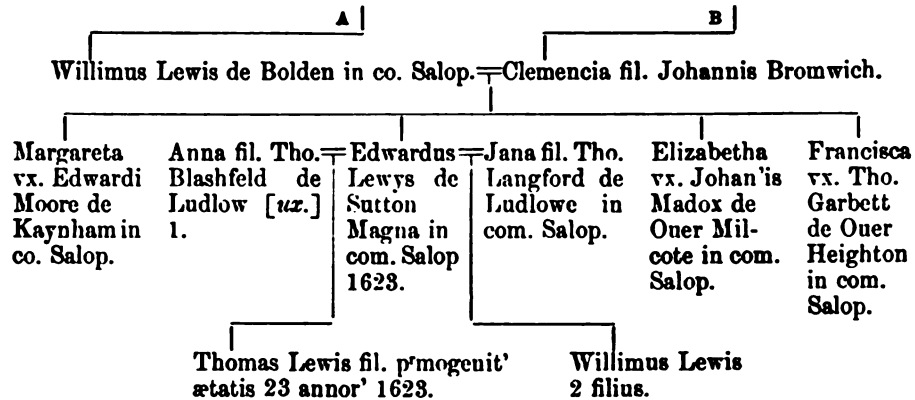 A
B
Willimus Lewis de Bolden in co. Salop.=Clemencia fil. Johannis Bromwich.
Margareta
vx. Edwardi
Moore de
Kaynham in
co. Salop.
Anna fil. Tho.
Blashfeld de
Ludlow [ux.]
1.
Edwardus
Lewys de
Sutton
Magna in
com. Salop
1623.
Jana fil. Tho.
Langford de
Ludlowe in
com. Salop.
Elizabetha
vx. Johan'is
Madox de
Ouer Mil-
cote in com.
Salop.
Francisca
vx. Tho.
Garbett
de Ouer
Heighton
in com.
Salop.
Thomas Lewis fil. pʳmogenit'
ætatis 23 annor' 1623.
Willimus Lewis
2 filius.